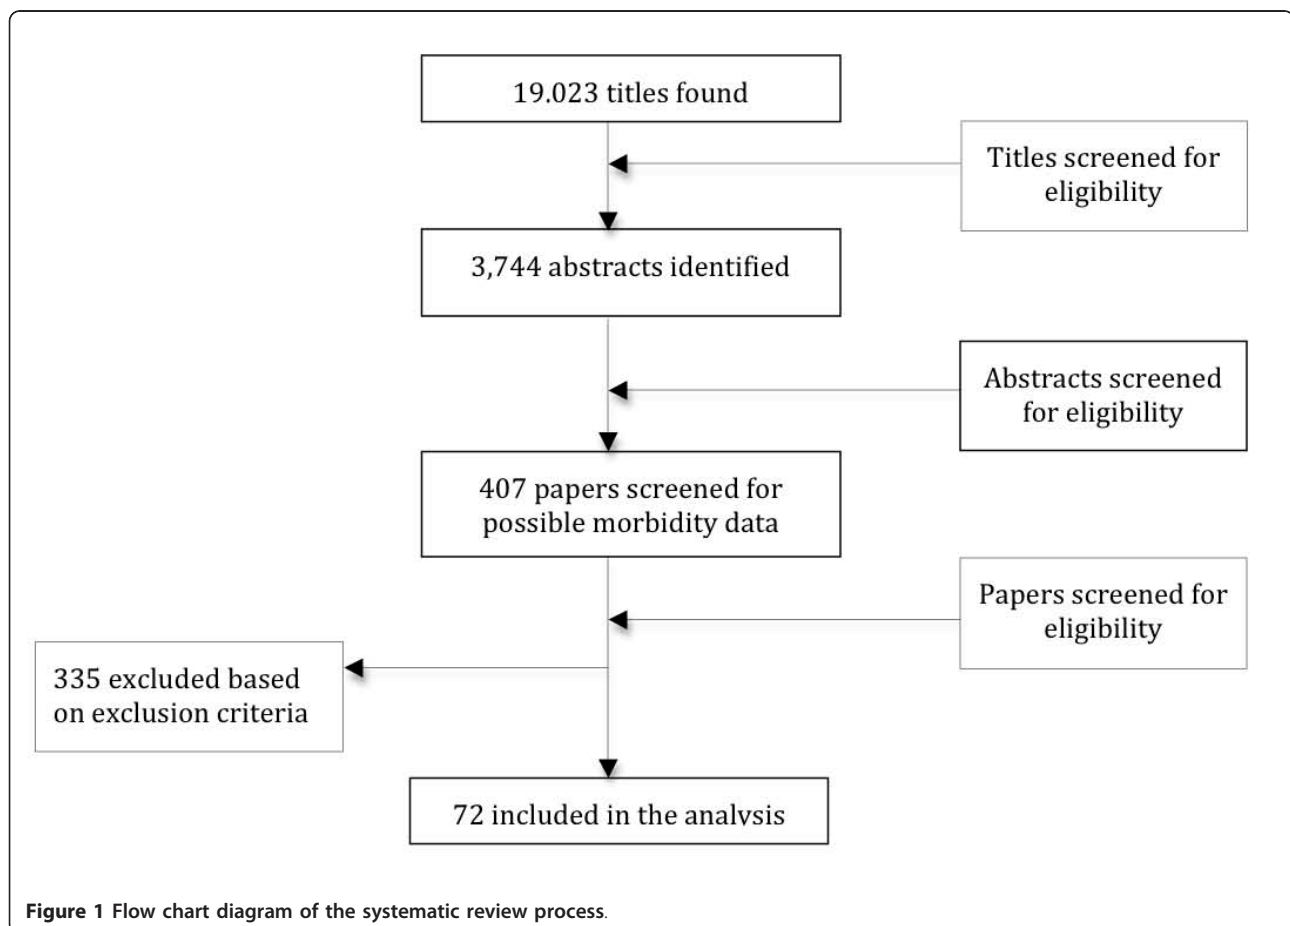 19.023 titles found
Titles screened for
eligibility
3,744 abstracts identified
Abstracts screened
for eligibility
407 papers screened for
possible morbidity data
Papers screened for
eligibility
335 excluded based
on exclusion criteria
72 included in the analysis
Figure 1 Flow chart diagram of the systematic review process.